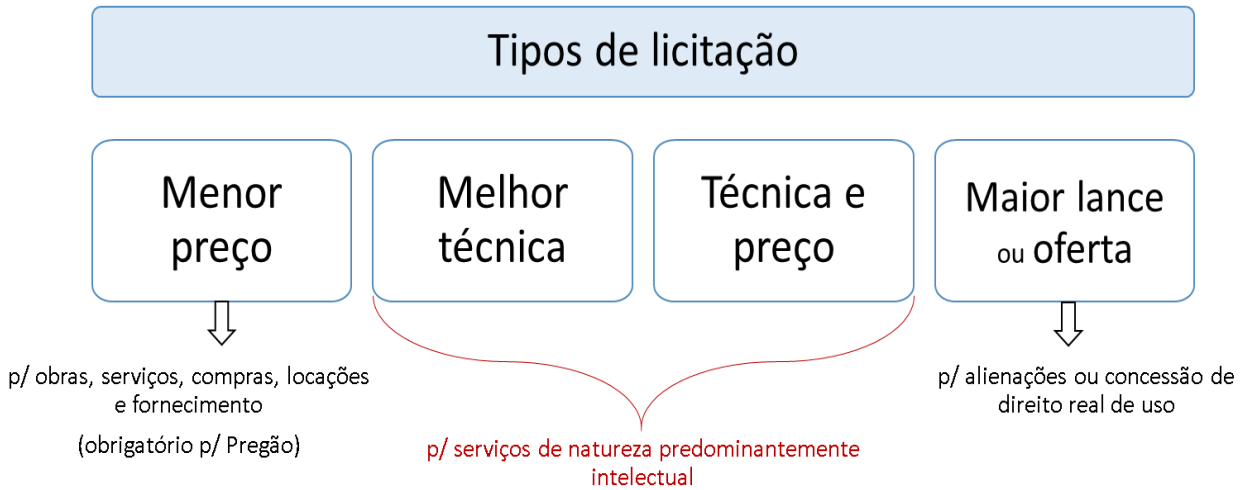 Tipos de licitação
Menor
preço
Melhor
técnica
Técnica e
preço
Maior lance
ou oferta
p/ obras, serviços, compras, locações
e fornecimento
(obrigatório p/ Pregão)
p/ serviços de natureza predominantemente
intelectual
p/ alienações ou concessão de
direito real de uso